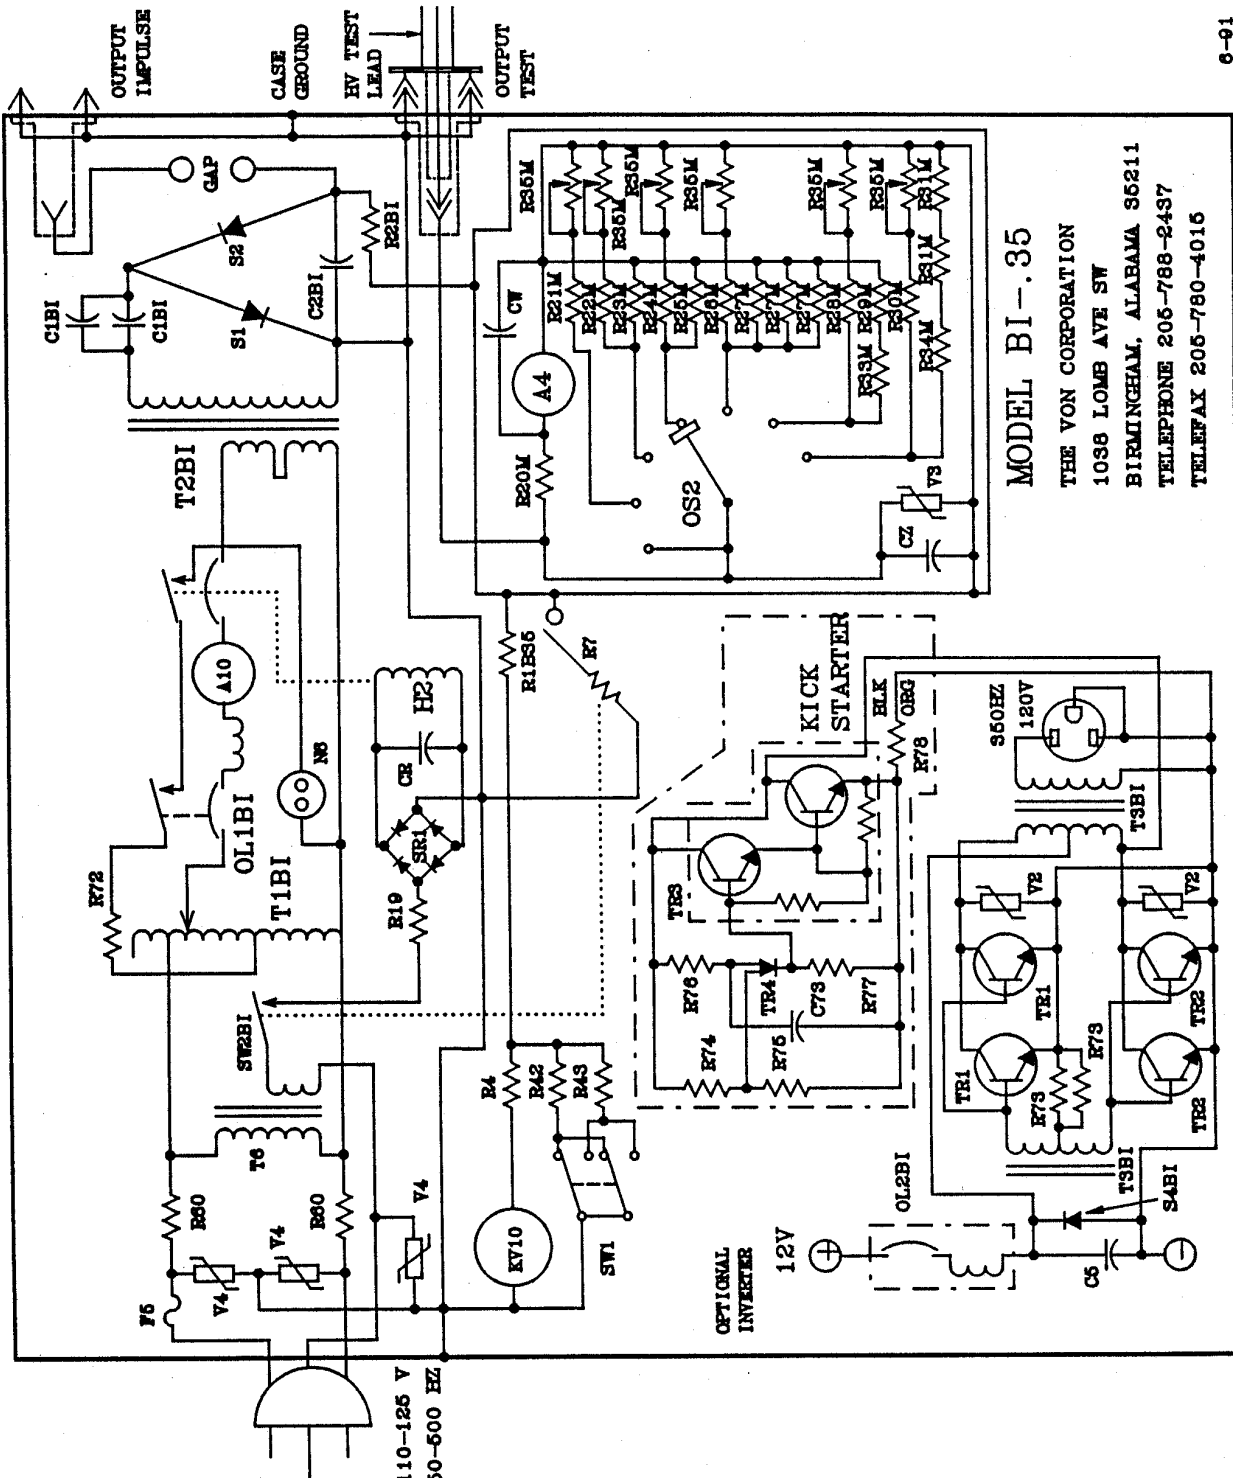 OUTPUT
IMPULSE
CASE
GROUND
HV TEST
LEAD
OUTPUT
TEST
GAP
S2
S1
C1BI
C1BI
C2BI
R2BI
T2BI
A10
OL1BI
T1BI
N6
R72
H2
CR
SR1
R19
SW2BI
T6
R60
R60
F5
V4
V4
V4
110-125 V
50-500 HZ
CW
A4
R20M
R35M
R35M
R35M
R35M
R35M
R35M
R21M
R22M
R23M
R24M
R25M
R26M
R27M
R27M
R27M
R28M
R29M
R30M
R31M
R31M
R33M
R34M
OS2
CZ
V3
R1B35
R7
R4
R42
R43
KV10
SW1
KICK
STARTER
BLK
ORG
R78
TR3
R76
TR4
C73
R77
R74
R75
OPTIONAL
INVERTER
12V
OL2BI
C5
S4BI
T3BI
R73
R73
TR1
TR1
TR2
TR2
V2
V2
T3BI
350HZ
120V
MODEL BI-.35
THE VON CORPORATION
1038 LOMB AVE SW
BIRMINGHAM, ALABAMA 35211
TELEPHONE 205-788-2437
TELEFAX 205-780-4015
6-91